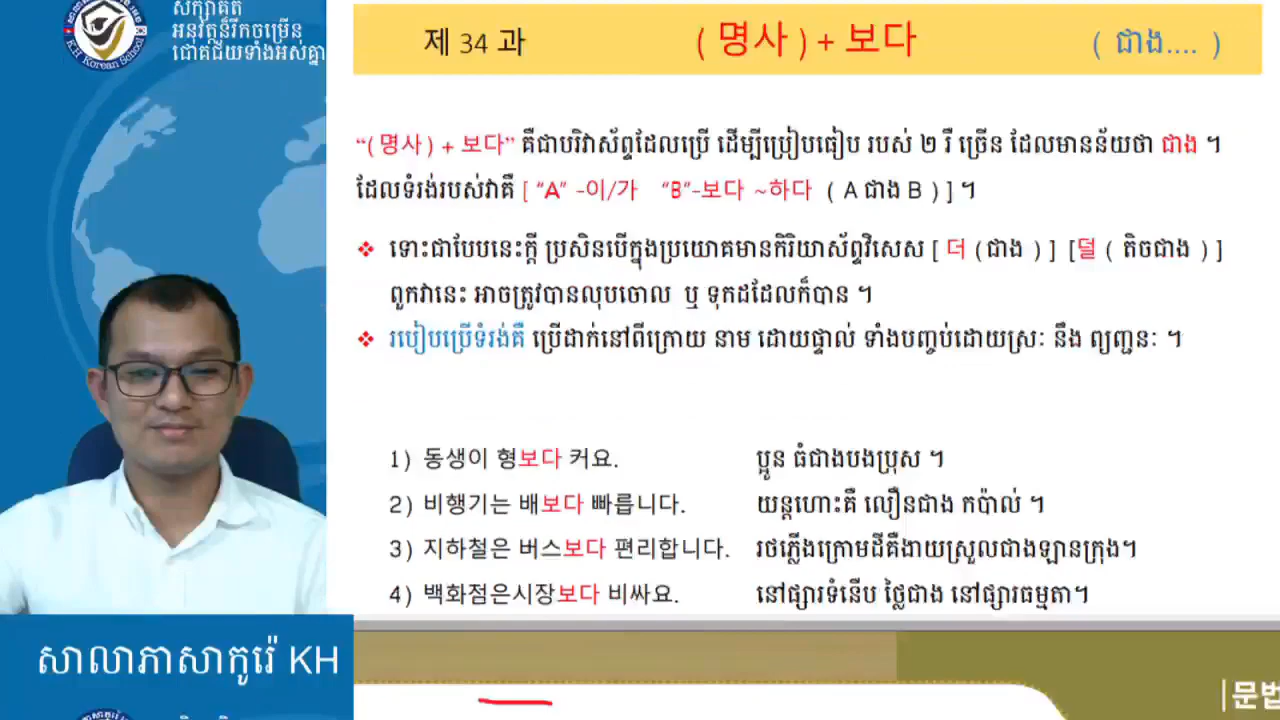 សិក្សាគតិ
អនុវត្តន៍រីកចម្រើន
ជោគជ័យទាំងអស់គ្នា
KH Korean School
제 34 과 ( 명사 ) + 보다 ( ជាង.... )
“( 명사 ) + 보다” គឺជាបរិវាស័ព្ទដែលប្រើ ដើម្បីប្រៀបធៀប របស់ ២ រឺ ច្រើន ដែលមានន័យថា ជាង ។
ដែលទំរង់របស់វាគឺ [ “A” -이/가 “B”-보다 ~하다 ( A ជាង B ) ] ។
❖ ទោះជាបែបនេះក្តី ប្រសិនបើក្នុងប្រយោគមានកិរិយាស័ព្ទវិសេស [ 더 (ជាង ) ] [덜 ( តិចជាង ) ]
ពួកវានេះ អាចត្រូវបានលុបចោល ឬ ទុកដដែលក៏បាន ។
❖ របៀបប្រើទំរង់គឺ ប្រើដាក់នៅពីក្រោយ នាម ដោយផ្ទាល់ ទាំងបញ្ចប់ដោយស្រៈ នឹង ព្យញ្ជនៈ ។
1) 동생이 형보다 커요. ប្អូន ធំជាងបងប្រុស ។
2) 비행기는 배보다 빠릅니다. យន្តហោះគឺ លឿនជាង កប៉ាល់ ។
3) 지하철은 버스보다 편리합니다. រថភ្លើងក្រោមដីគឺងាយស្រួលជាងឡានក្រុង។
4) 백화점은시장보다 비싸요. នៅផ្សារទំនើប ថ្លៃជាង នៅផ្សារធម្មតា។
សាលាភាសាកូរ៉េ KH
|문법